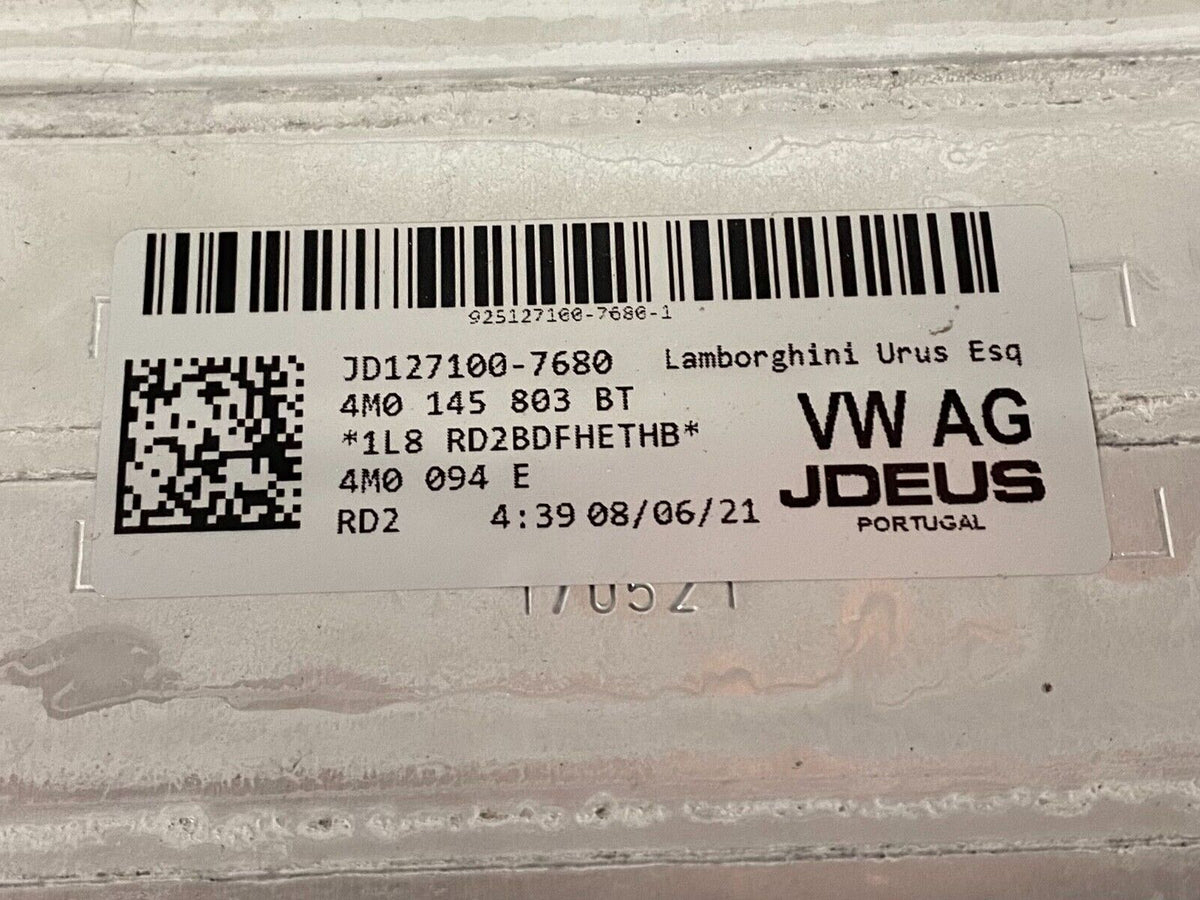 925127100-7680-1
JD127100-7680 Lamborghini Urus Esq
4M0 145 803 BT
*1L8 RD2BDFHETHB*
4M0 094 E
RD2 4:39 08/06/21
VW AG
JDEUS
PORTUGAL
170521